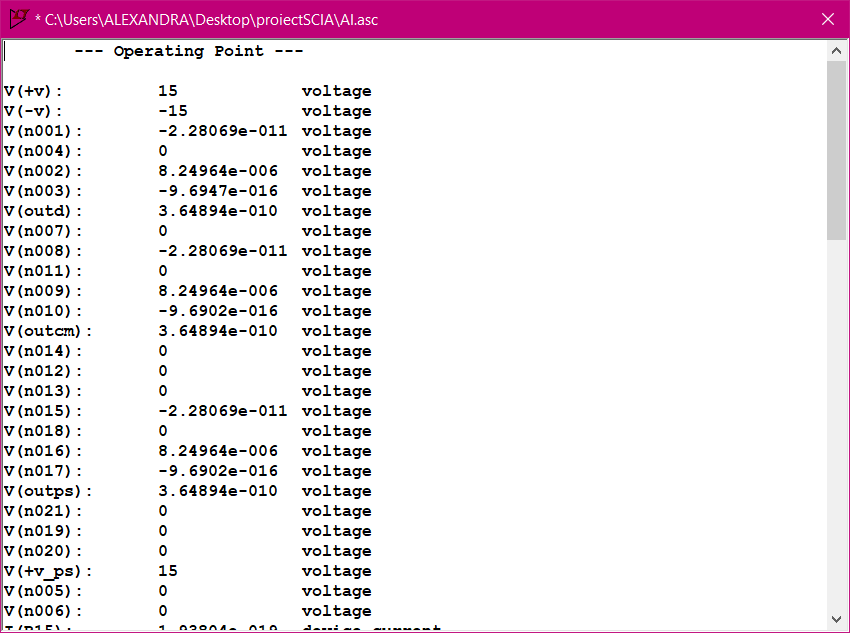 * C:\Users\ALEXANDRA\Desktop\proiectSCIA\AI.asc
--- Operating Point ---
V(+v): 15 voltage
V(-v): -15 voltage
V(n001): -2.28069e-011 voltage
V(n004): 0 voltage
V(n002): 8.24964e-006 voltage
V(n003): -9.6947e-016 voltage
V(outd): 3.64894e-010 voltage
V(n007): 0 voltage
V(n008): -2.28069e-011 voltage
V(n011): 0 voltage
V(n009): 8.24964e-006 voltage
V(n010): -9.6902e-016 voltage
V(outcm): 3.64894e-010 voltage
V(n014): 0 voltage
V(n012): 0 voltage
V(n013): 0 voltage
V(n015): -2.28069e-011 voltage
V(n018): 0 voltage
V(n016): 8.24964e-006 voltage
V(n017): -9.6902e-016 voltage
V(outps): 3.64894e-010 voltage
V(n021): 0 voltage
V(n019): 0 voltage
V(n020): 0 voltage
V(+v_ps): 15 voltage
V(n005): 0 voltage
V(n006): 0 voltage
device_current